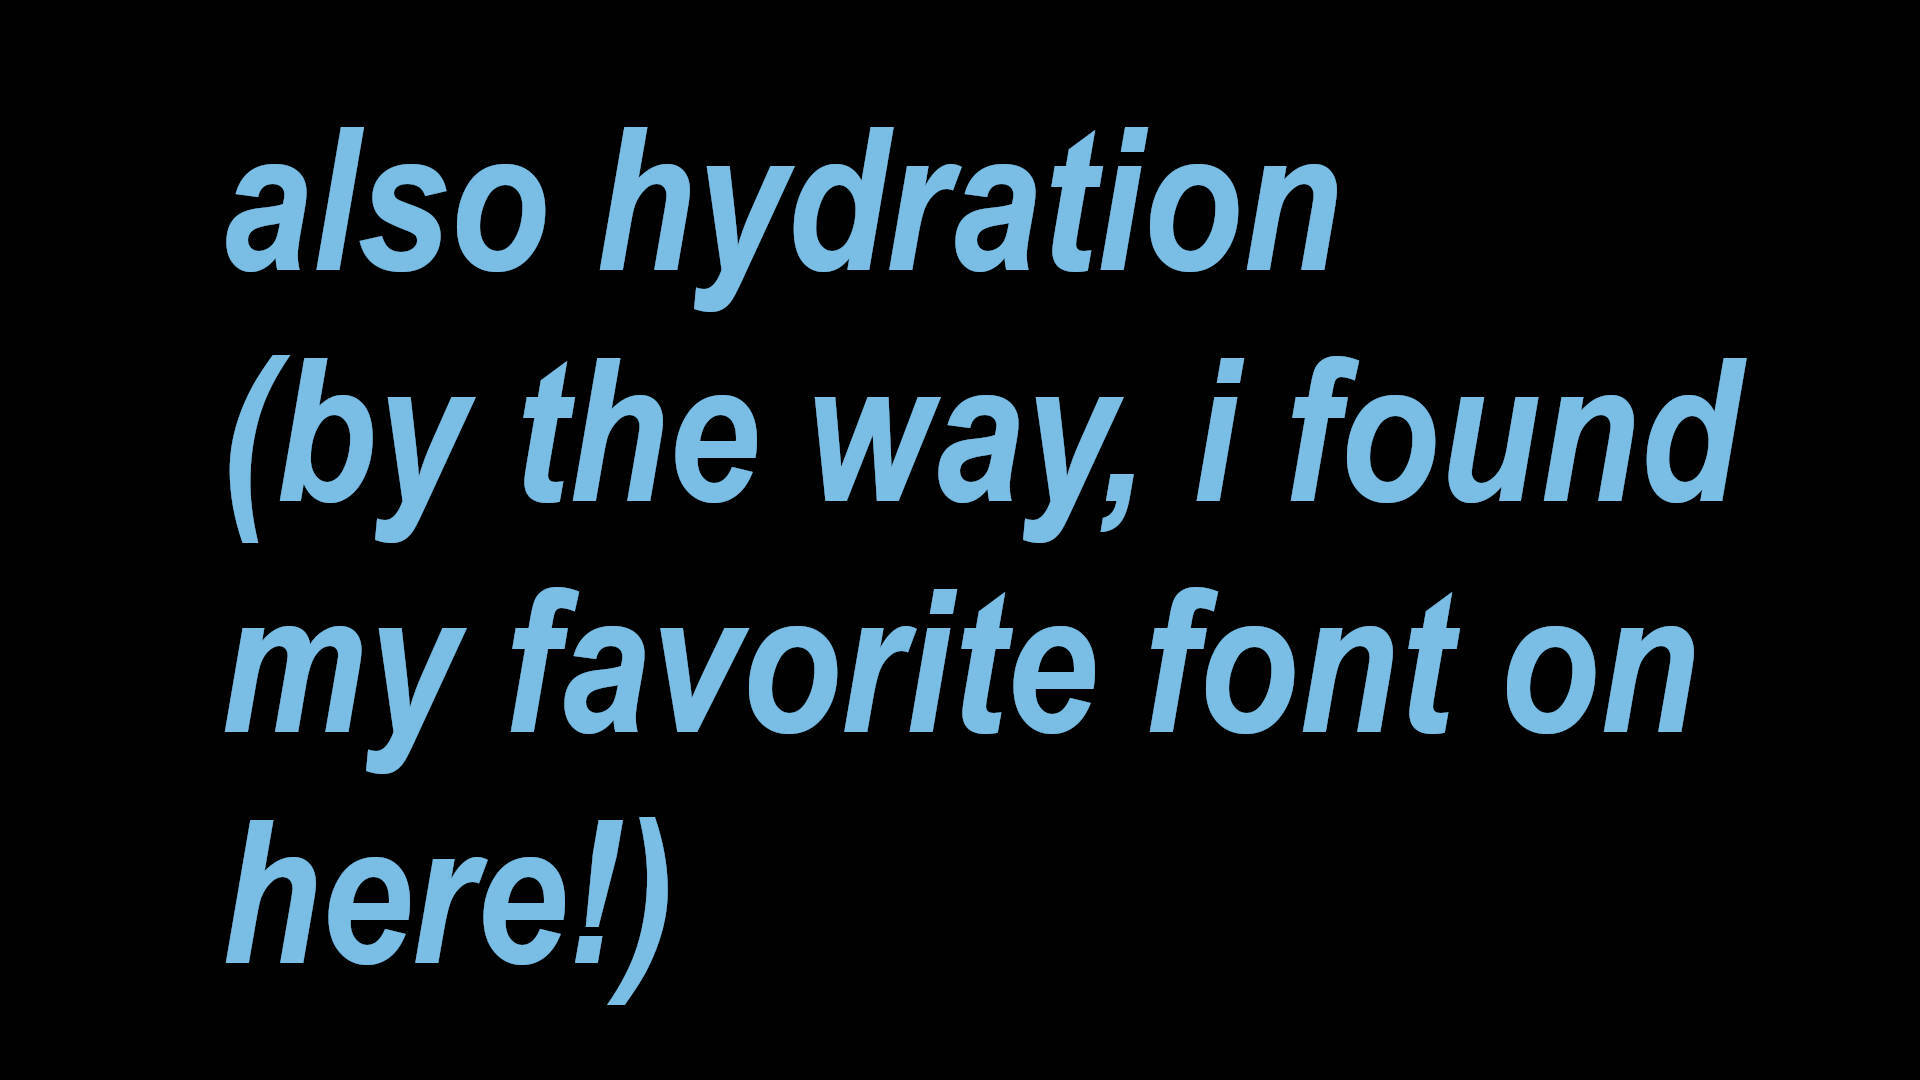 also hydration
(by the way, i found
my favorite font on
here!)